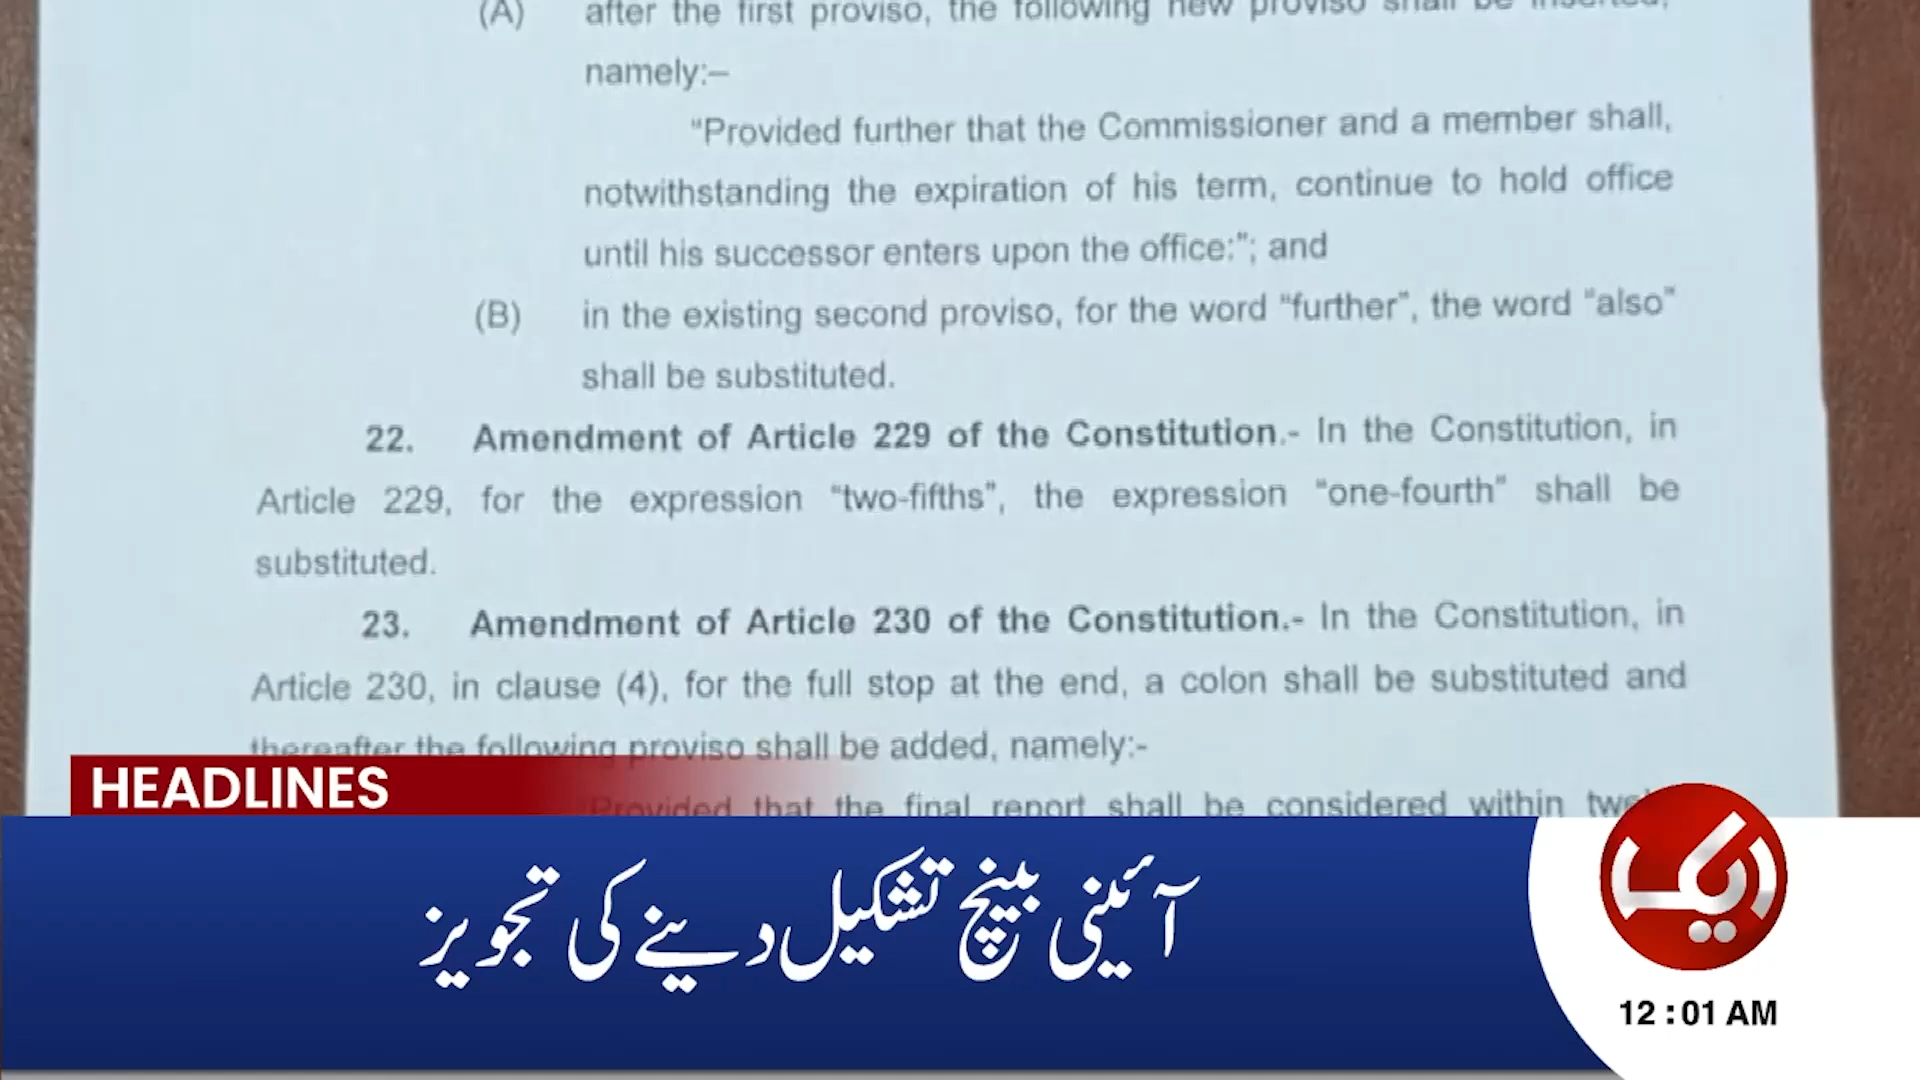 (A) after the first proviso, the following new proviso shall be inserted,
namely:–
"Provided further that the Commissioner and a member shall,
notwithstanding the expiration of his term, continue to hold office
until his successor enters upon the office:"; and
(B) in the existing second proviso, for the word "further", the word "also"
shall be substituted.
22. Amendment of Article 229 of the Constitution.- In the Constitution, in
Article 229, for the expression "two-fifths", the expression "one-fourth" shall be
substituted.
23. Amendment of Article 230 of the Constitution.- In the Constitution, in
Article 230, in clause (4), for the full stop at the end, a colon shall be substituted and
thereafter the following proviso shall be added, namely:-
"Provided that the final report shall be considered within
HEADLINES
آئینی بینچ تشکیل دینے کی تجویز
ایک
12:01 AM